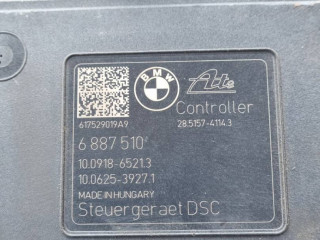 BMW
Ate
Controller
617529019A9
28.5157-4114.3
6 887 510
10.0918-6521.3
10.0625-3927.1
MADE IN HUNGARY
Steuergeraet DSC